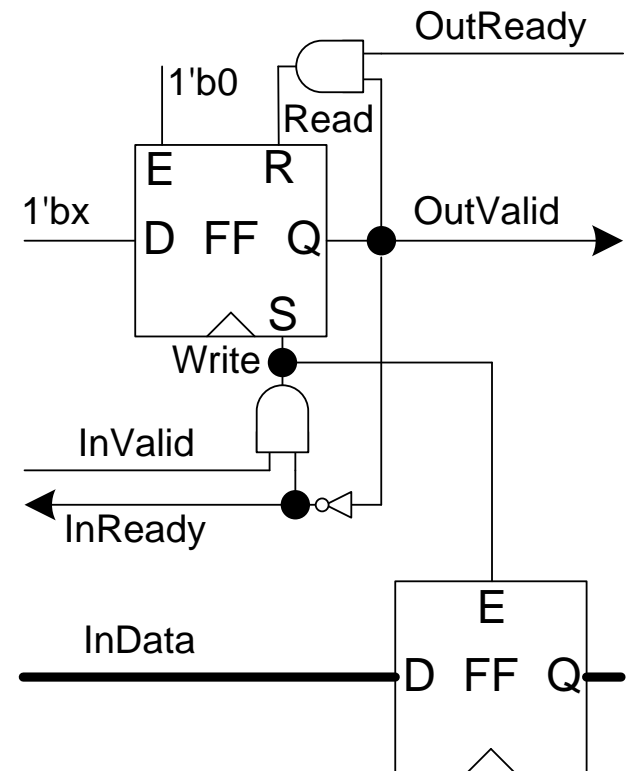 OutReady
1'b0
Read
E R
1'bx
D FF Q
OutValid
S
Write
InValid
InReady
E
InData
D FF Q